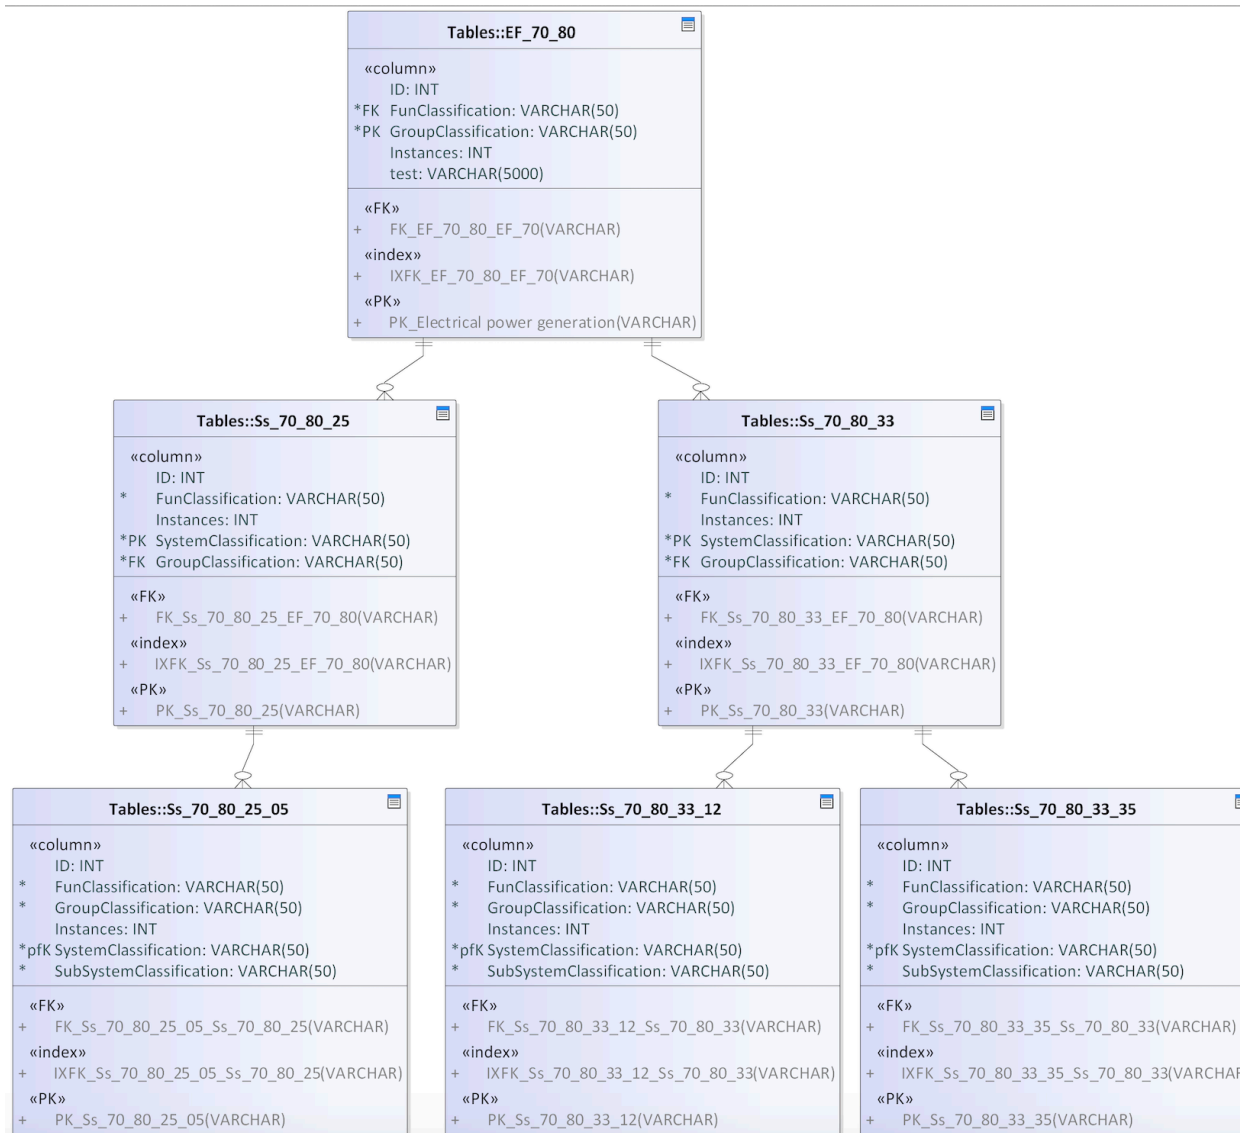 Tables::EF_70_80
«column»
ID: INT
*FK FunClassification: VARCHAR(50)
*PK GroupClassification: VARCHAR(50)
Instances: INT
test: VARCHAR(5000)
«FK»
+ FK_EF_70_80_EF_70(VARCHAR)
«index»
+ IXFK_EF_70_80_EF_70(VARCHAR)
«PK»
+ PK_Electrical power generation(VARCHAR)
Tables::Ss_70_80_25
«column»
ID: INT
* FunClassification: VARCHAR(50)
Instances: INT
*PK SystemClassification: VARCHAR(50)
*FK GroupClassification: VARCHAR(50)
«FK»
+ FK_Ss_70_80_25_EF_70_80(VARCHAR)
«index»
+ IXFK_Ss_70_80_25_EF_70_80(VARCHAR)
«PK»
+ PK_Ss_70_80_25(VARCHAR)
Tables::Ss_70_80_33
«column»
ID: INT
* FunClassification: VARCHAR(50)
Instances: INT
*PK SystemClassification: VARCHAR(50)
*FK GroupClassification: VARCHAR(50)
«FK»
+ FK_Ss_70_80_33_EF_70_80(VARCHAR)
«index»
+ IXFK_Ss_70_80_33_EF_70_80(VARCHAR)
«PK»
+ PK_Ss_70_80_33(VARCHAR)
Tables::Ss_70_80_25_05
«column»
ID: INT
* FunClassification: VARCHAR(50)
* GroupClassification: VARCHAR(50)
Instances: INT
*pfK SystemClassification: VARCHAR(50)
* SubSystemClassification: VARCHAR(50)
«FK»
+ FK_Ss_70_80_25_05_Ss_70_80_25(VARCHAR)
«index»
+ IXFK_Ss_70_80_25_05_Ss_70_80_25(VARCHAR)
«PK»
+ PK_Ss_70_80_25_05(VARCHAR)
Tables::Ss_70_80_33_12
«column»
ID: INT
* FunClassification: VARCHAR(50)
* GroupClassification: VARCHAR(50)
Instances: INT
*pfK SystemClassification: VARCHAR(50)
* SubSystemClassification: VARCHAR(50)
«FK»
+ FK_Ss_70_80_33_12_Ss_70_80_33(VARCHAR)
«index»
+ IXFK_Ss_70_80_33_12_Ss_70_80_33(VARCHAR)
«PK»
+ PK_Ss_70_80_33_12(VARCHAR)
Tables::Ss_70_80_33_35
«column»
ID: INT
* FunClassification: VARCHAR(50)
* GroupClassification: VARCHAR(50)
Instances: INT
*pfK SystemClassification: VARCHAR(50)
* SubSystemClassification: VARCHAR(50)
«FK»
+ FK_Ss_70_80_33_35_Ss_70_80_33(VARCHAR)
«index»
+ IXFK_Ss_70_80_33_35_Ss_70_80_33(VARCHAR
«PK»
+ PK_Ss_70_80_33_35(VARCHAR)